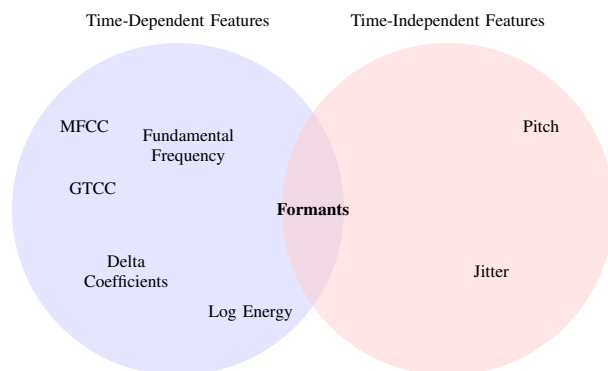 Time-Dependent Features
Time-Independent Features
MFCC
Fundamental
Frequency
Pitch
GTCC
Formants
Delta
Coefficients
Jitter
Log Energy